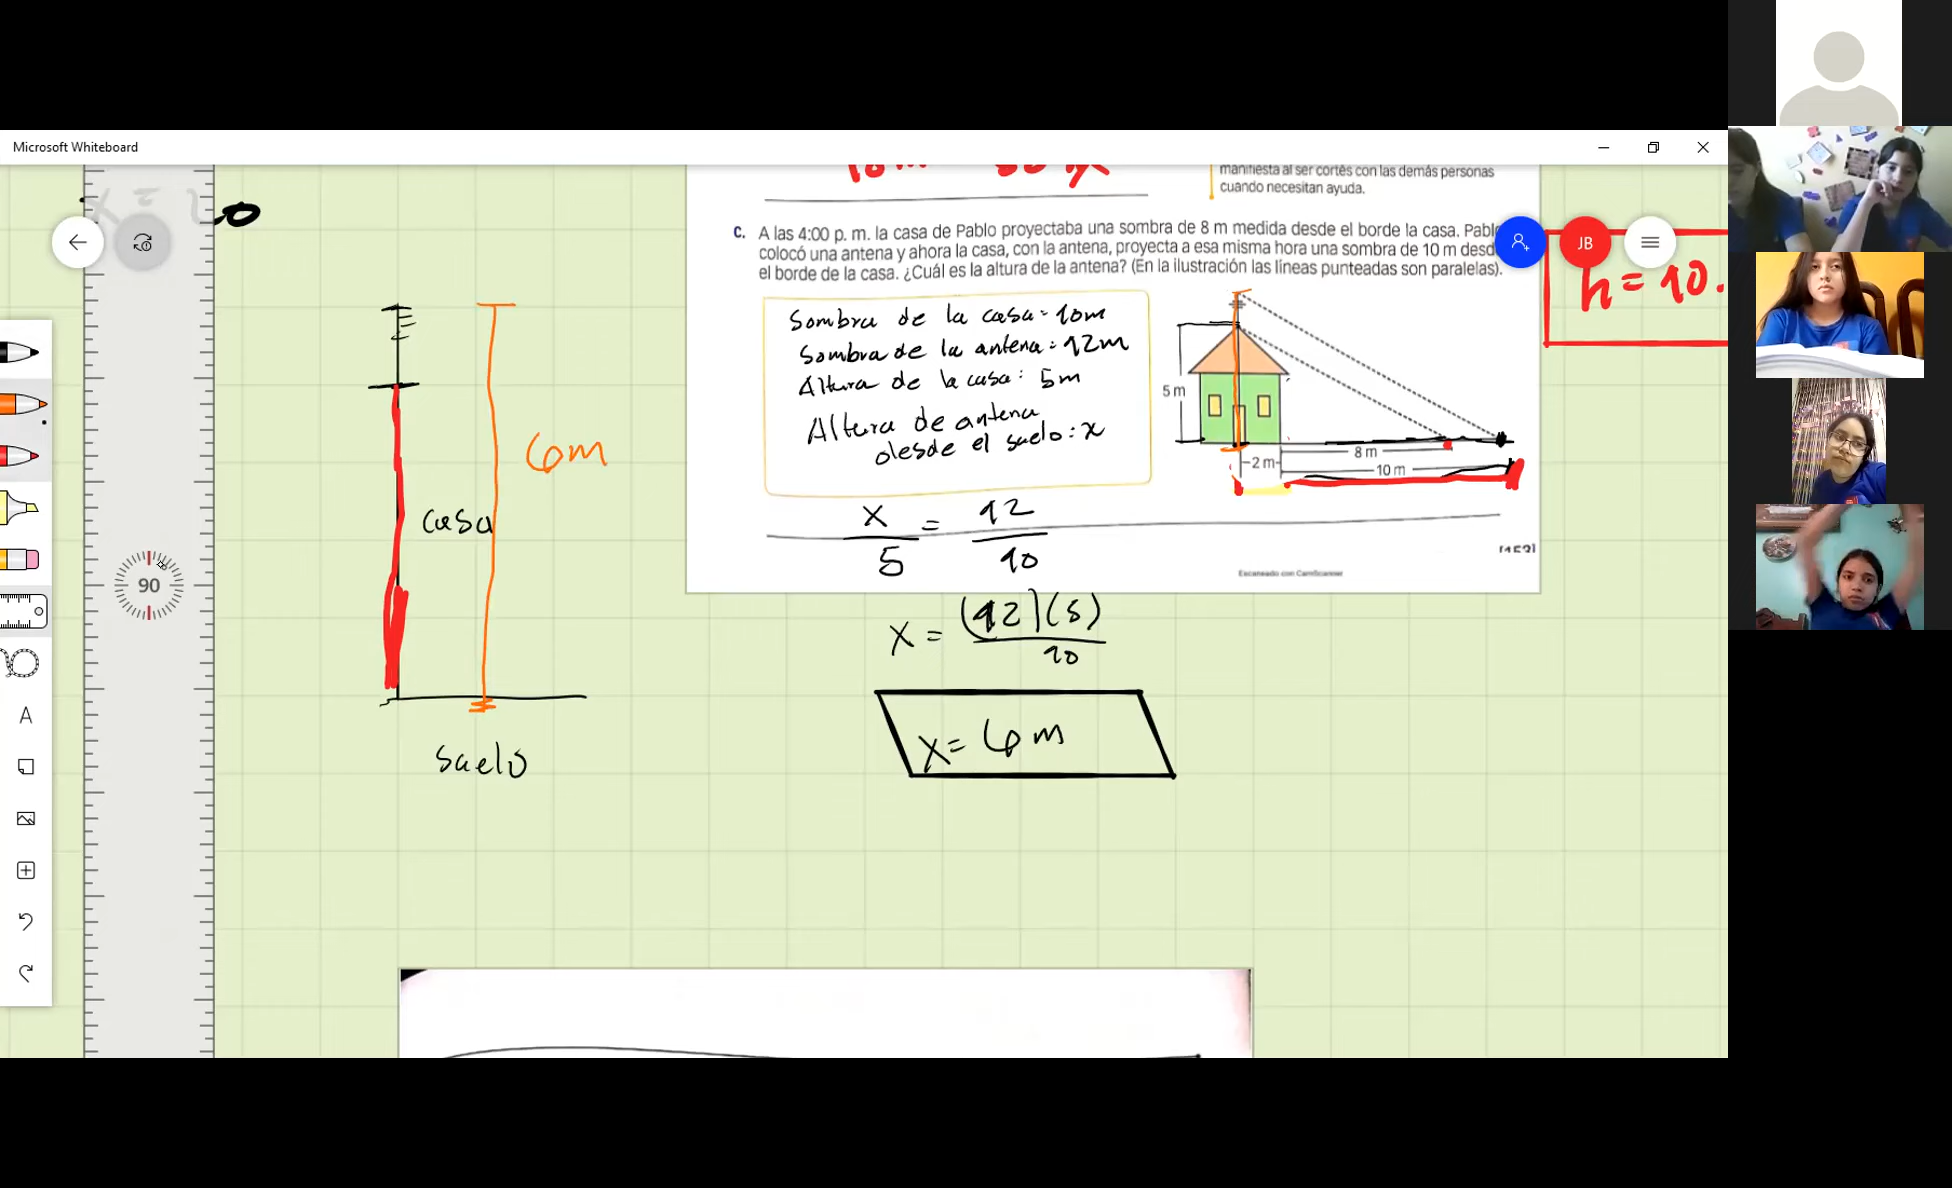 Microsoft Whiteboard
manifiesta al ser cortés con las demás personas
cuando necesitan ayuda.
c. A las 4:00 p. m. la casa de Pablo proyectaba una sombra de 8 m medida desde el borde la casa. Pablo
colocó una antena y ahora la casa, con la antena, proyecta a esa misma hora una sombra de 10 m desd
el borde de la casa. ¿Cuál es la altura de la antena? (En la ilustración las líneas punteadas son paralelas).
JB
h = 10.
Sombra de la casa = 10m
Sombra de la antena = 12m
Altura de la casa: 5m
Altura de antena
desde el suelo: x
5 m
8 m
2 m
10 m
x/5 = 12/10
Escaneado con CamScanner
x = (12)(5)/10
x = 6m
casa
6m
suelo
90
A